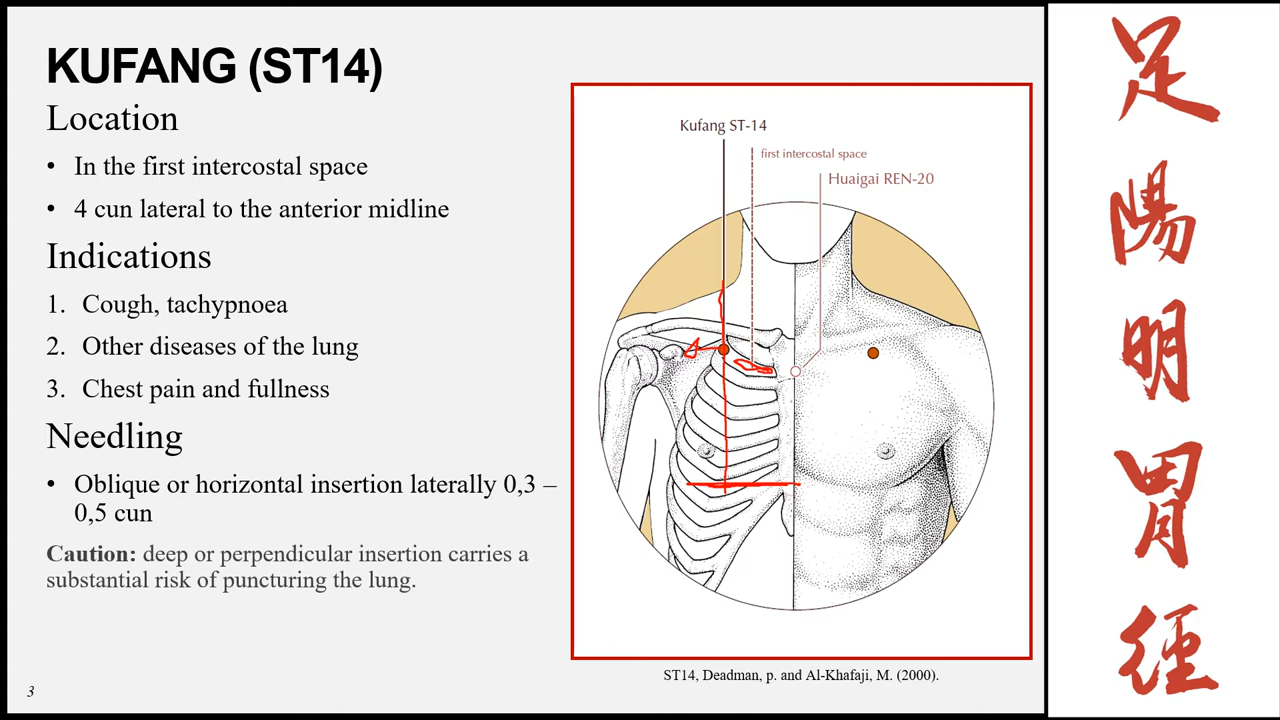 KUFANG (ST14)
Location
• In the first intercostal space
• 4 cun lateral to the anterior midline
Indications
1. Cough, tachypnoea
2. Other diseases of the lung
3. Chest pain and fullness
Needling
• Oblique or horizontal insertion laterally 0,3 –
0,5 cun
Caution: deep or perpendicular insertion carries a
substantial risk of puncturing the lung.
3
Kufang ST-14
first intercostal space
Huaigai REN-20
ST14, Deadman, p. and Al-Khafaji, M. (2000).
足
陽
明
胃
徑